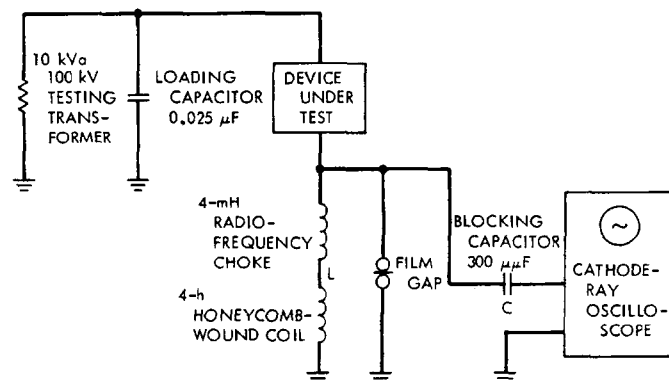 10 kVa
100 kV
TESTING
TRANS-
FORMER
LOADING
CAPACITOR
0.025 μF
DEVICE
UNDER
TEST
4-mH
RADIO-
FREQUENCY
CHOKE
L
4-h
HONEYCOMB-
WOUND COIL
FILM
GAP
BLOCKING
CAPACITOR
300 μμF
C
CATHODE-
RAY
OSCILLO-
SCOPE